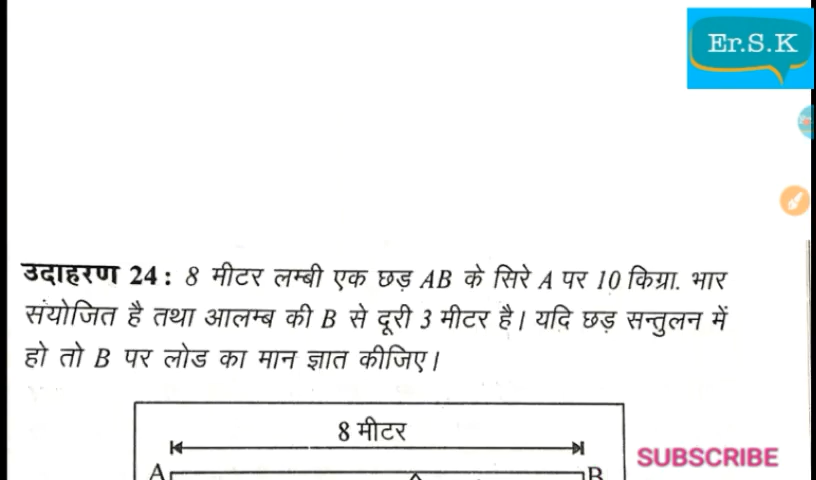 Er.S.K
उदाहरण 24 : 8 मीटर लम्बी एक छड़ AB के सिरे A पर 10 किग्रा. भार
संयोजित है तथा आलम्ब की B से दूरी 3 मीटर है। यदि छड़ सन्तुलन में
हो तो B पर लोड का मान ज्ञात कीजिए।
8 मीटर
A B
SUBSCRIBE